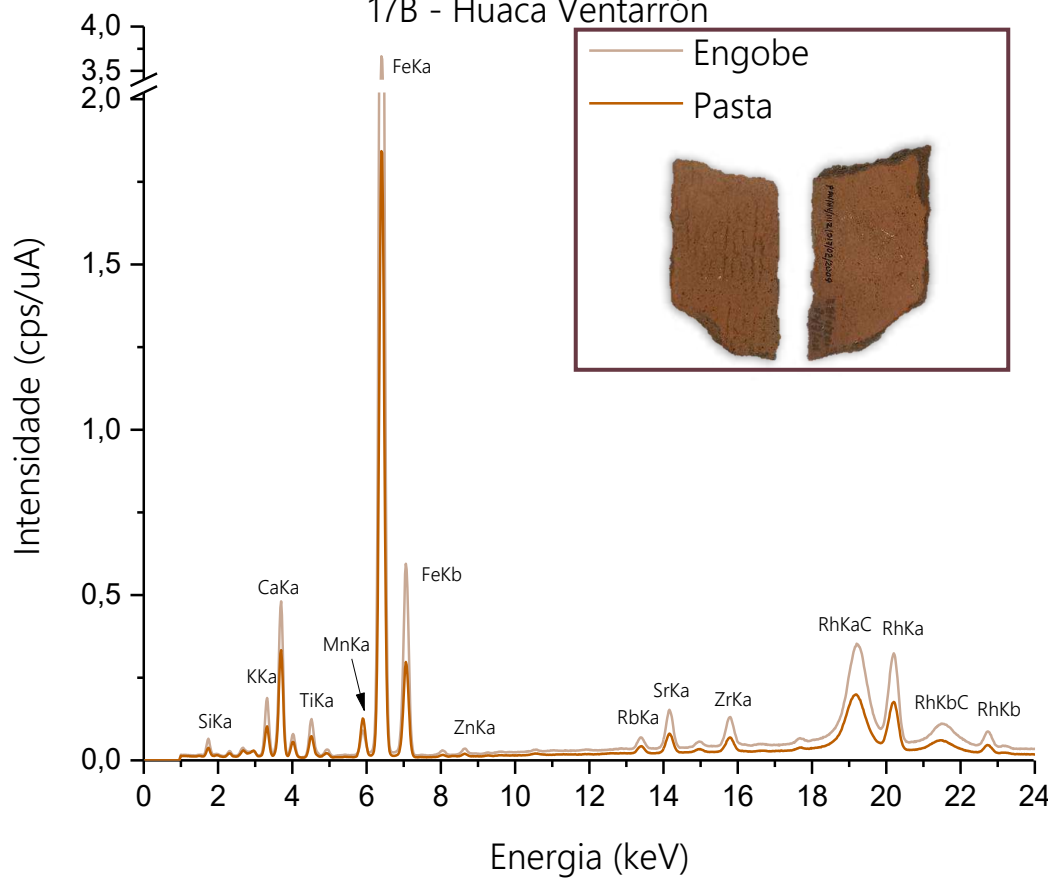 17B - Huaca Ventarrón
Engobe
Pasta
Intensidade (cps/uA)
4,0
3,5
2,0
1,5
1,0
0,5
0,0
FeKa
FeKb
CaKa
MnKa
KKa
TiKa
SiKa
ZnKa
RbKa
SrKa
ZrKa
RhKaC
RhKa
RhKbC
RhKb
0 2 4 6 8 10 12 14 16 18 20 22 24
Energia (keV)